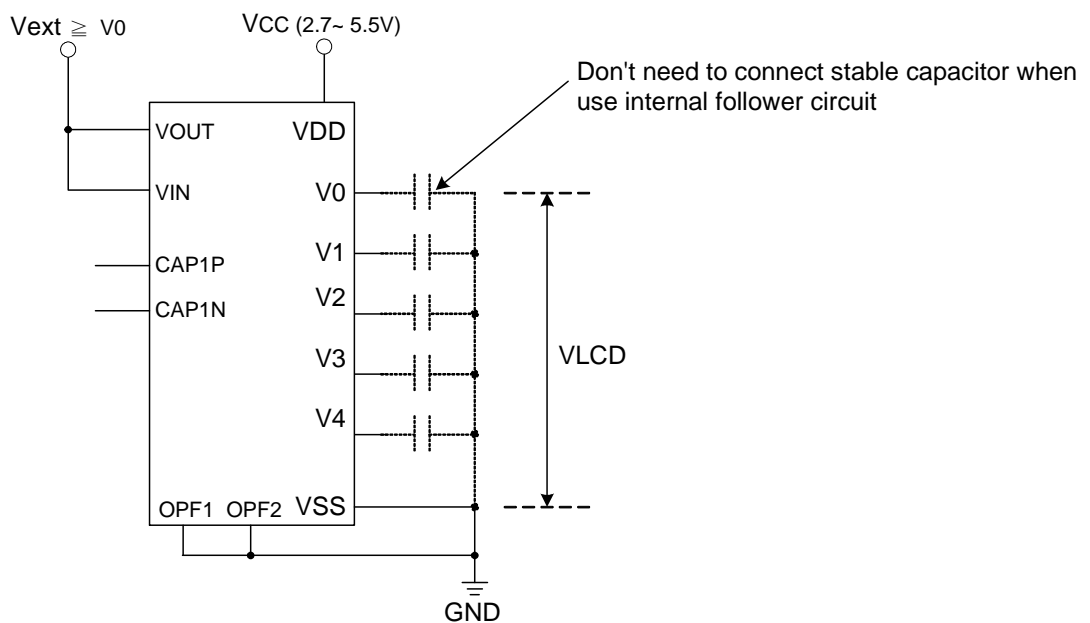 Vext ≧ V0
VCC (2.7~ 5.5V)
Don't need to connect stable capacitor when
use internal follower circuit
VOUT
VDD
VIN
V0
V1
CAP1P
V2
CAP1N
V3
VLCD
V4
OPF1 OPF2 VSS
GND